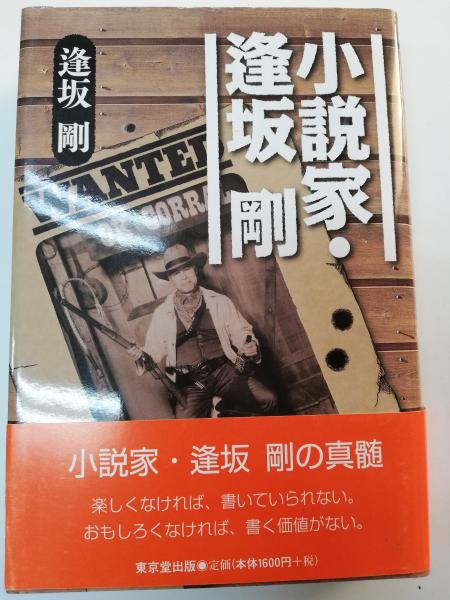 小説家・
逢坂 剛
逢坂 剛
WANTED
OK CORRAL
小説家・逢坂 剛の真髄
楽しくなければ、書いていられない。
おもしろくなければ、書く価値がない。
東京堂出版●定価(本体1600円+税)